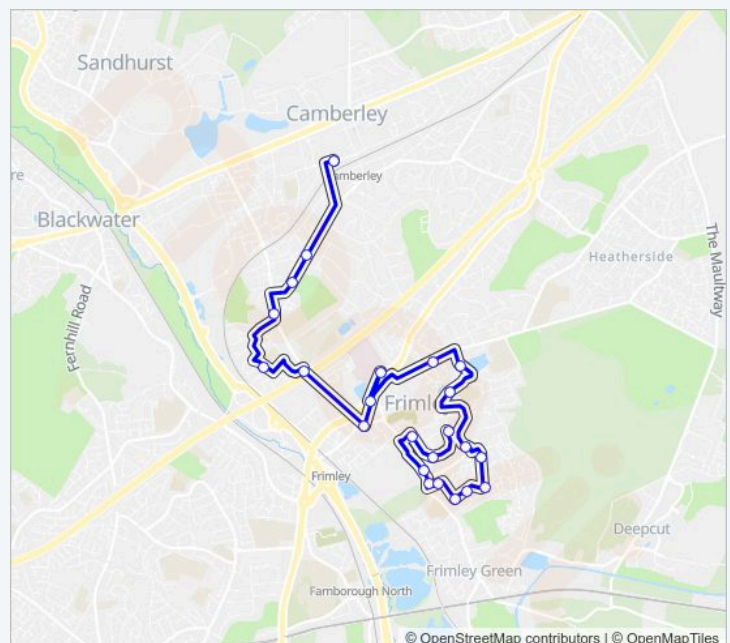 Sandhurst
Camberley
amberley
re
Blackwater
Heatherside
The Maultway
Fernhill Road
Frimle
Frimley
Deepcut
Frimley Green
Farnborough North
© OpenStreetMap contributors | © OpenMapTiles